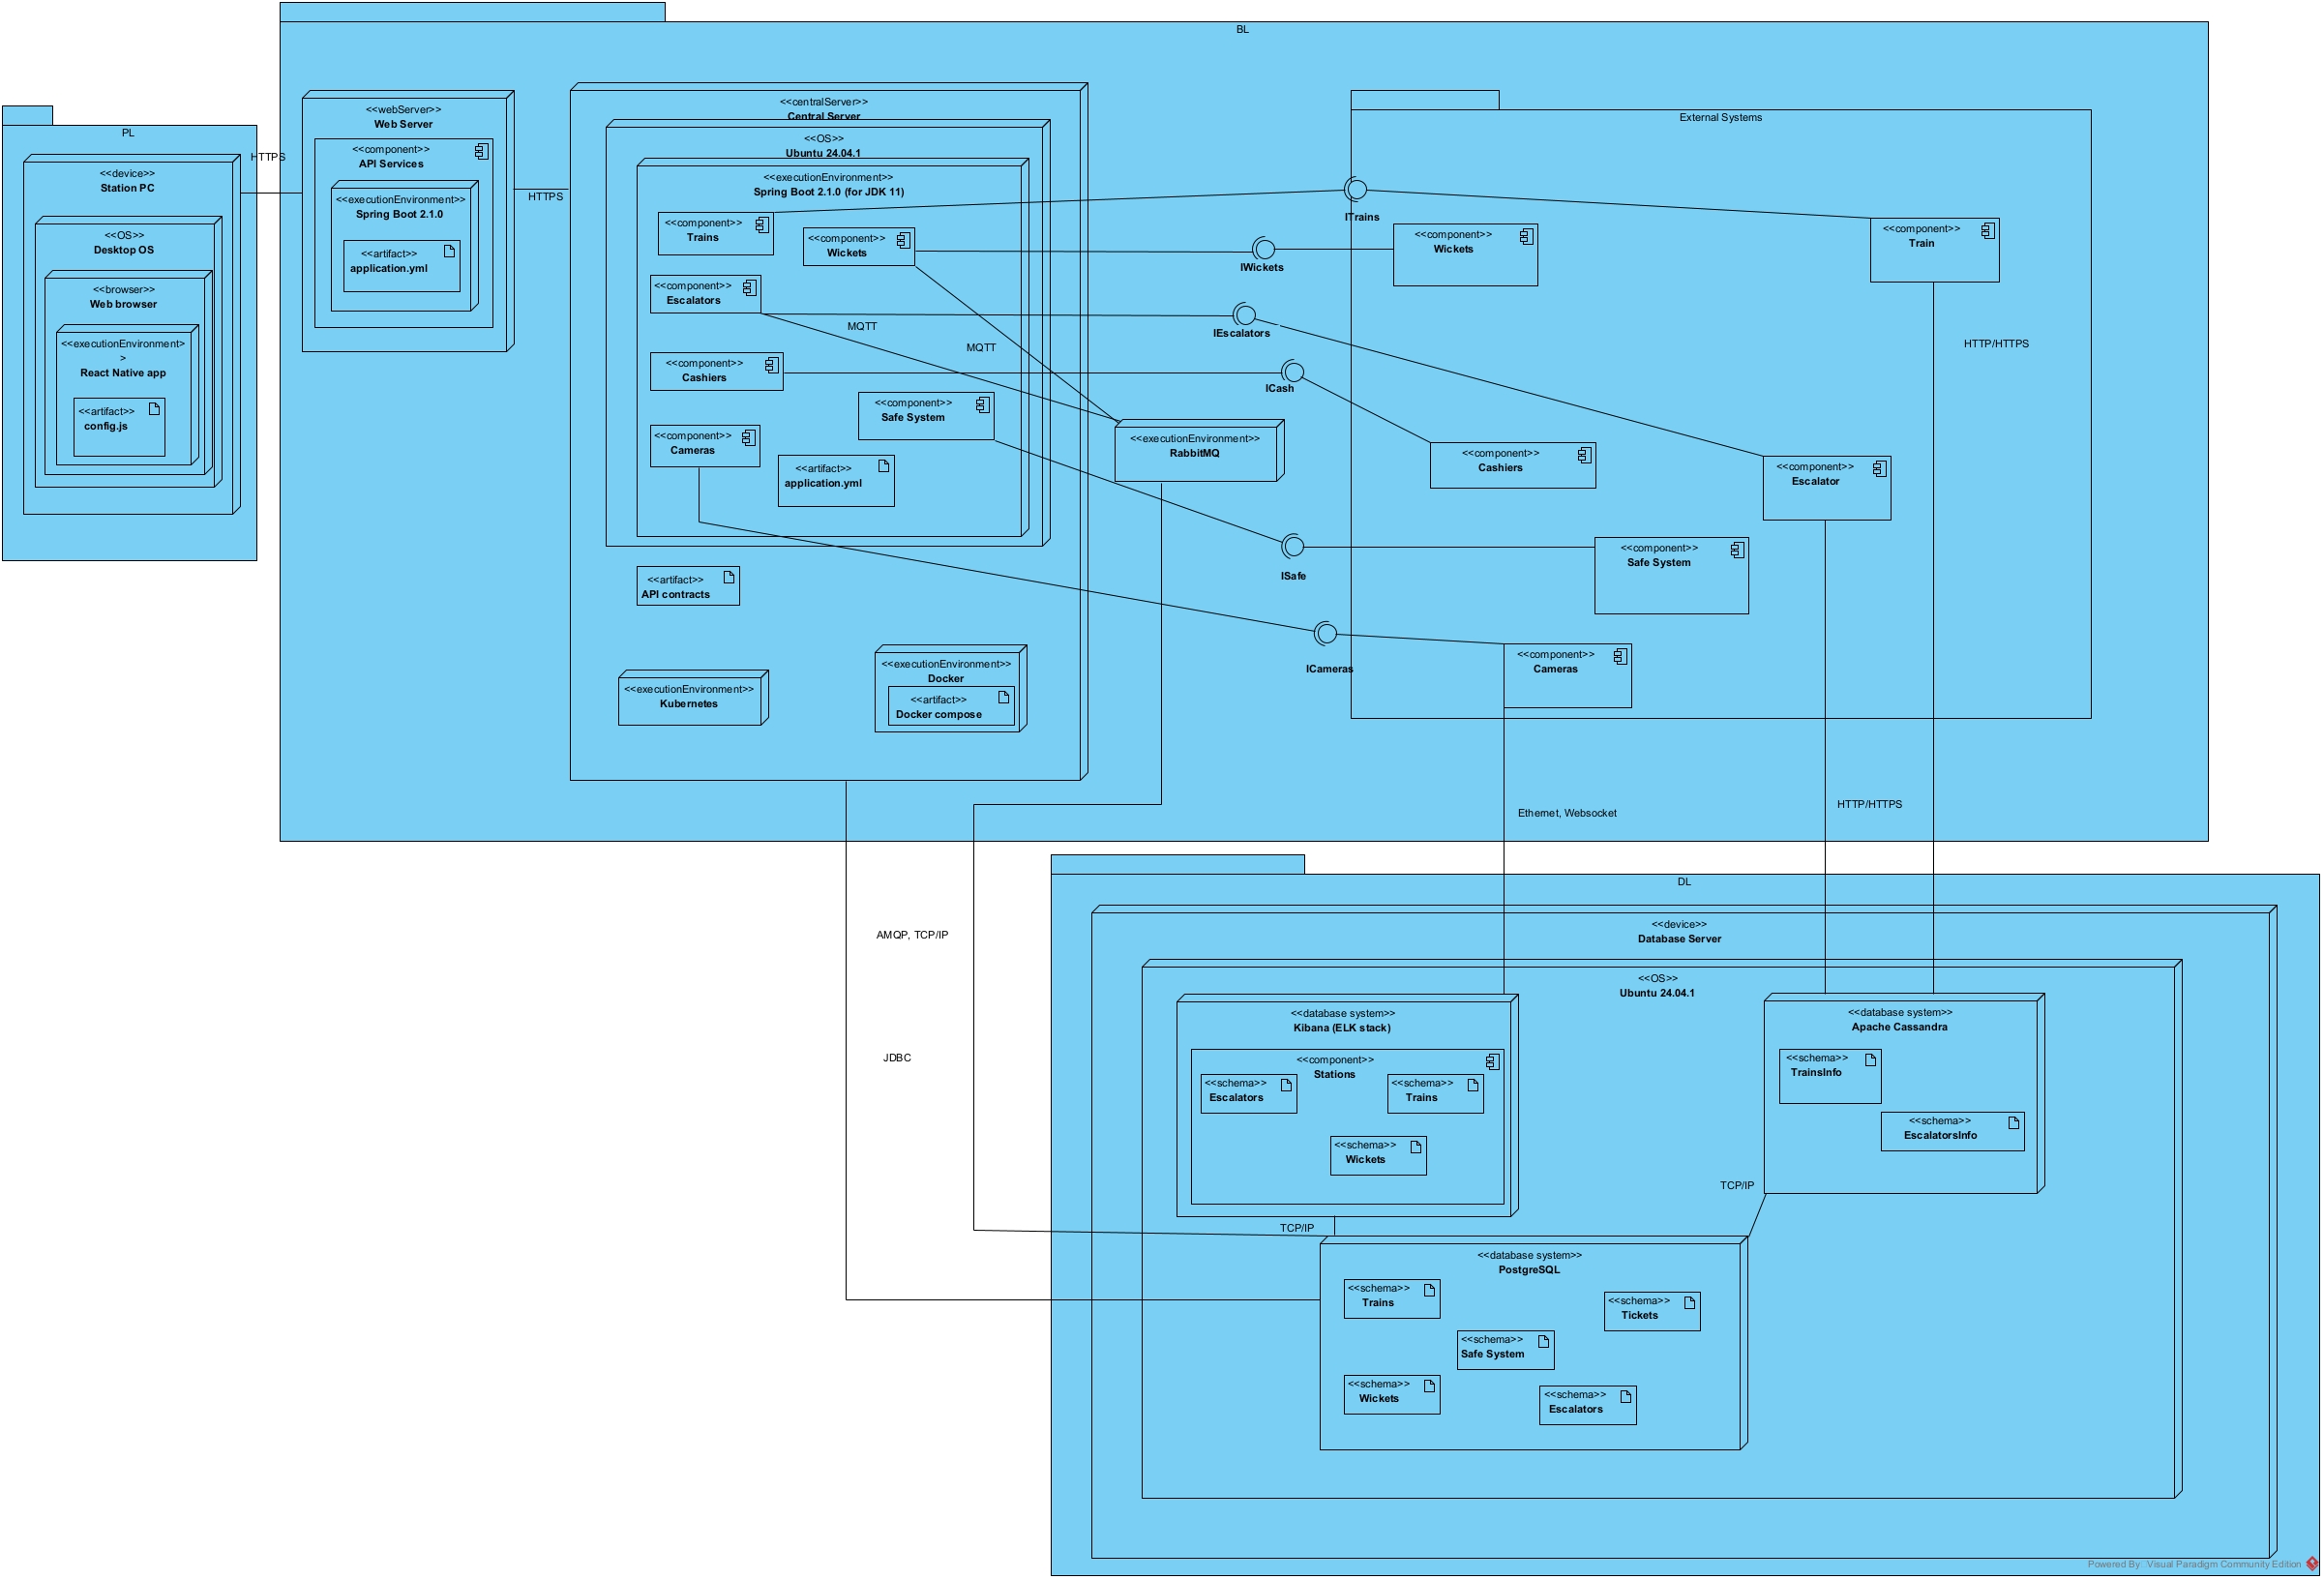 BL
PL
HTTPS
<<device>>
Station PC
<<OS>>
Desktop OS
<<browser>>
Web browser
<<executionEnvironment>
>
React Native app
<<artifact>>
config.js
<<webServer>>
Web Server
<<component>>
API Services
<<executionEnvironment>>
Spring Boot 2.1.0
<<artifact>>
application.yml
HTTPS
<<centralServer>>
Central Server
<<OS>>
Ubuntu 24.04.1
<<executionEnvironment>>
Spring Boot 2.1.0 (for JDK 11)
<<component>>
Trains
<<component>>
Wickets
<<component>>
Escalators
<<component>>
Cashiers
<<component>>
Safe System
<<component>>
Cameras
<<artifact>>
application.yml
<<artifact>>
API contracts
<<executionEnvironment>>
Kubernetes
<<executionEnvironment>>
Docker
<<artifact>>
Docker compose
MQTT
MQTT
<<executionEnvironment>>
RabbitMQ
ITrains
IWickets
IEscalators
ICash
ISafe
ICameras
External Systems
<<component>>
Wickets
<<component>>
Train
HTTP/HTTPS
<<component>>
Cashiers
<<component>>
Escalator
<<component>>
Safe System
<<component>>
Cameras
Ethernet, Websocket
HTTP/HTTPS
AMQP, TCP/IP
JDBC
DL
<<device>>
Database Server
<<OS>>
Ubuntu 24.04.1
<<database system>>
Kibana (ELK stack)
<<component>>
Stations
<<schema>>
Escalators
<<schema>>
Trains
<<schema>>
Wickets
<<database system>>
Apache Cassandra
<<schema>>
TrainsInfo
<<schema>>
EscalatorsInfo
TCP/IP
TCP/IP
<<database system>>
PostgreSQL
<<schema>>
Trains
<<schema>>
Tickets
<<schema>>
Safe System
<<schema>>
Wickets
<<schema>>
Escalators
Powered By Visual Paradigm Community Edition